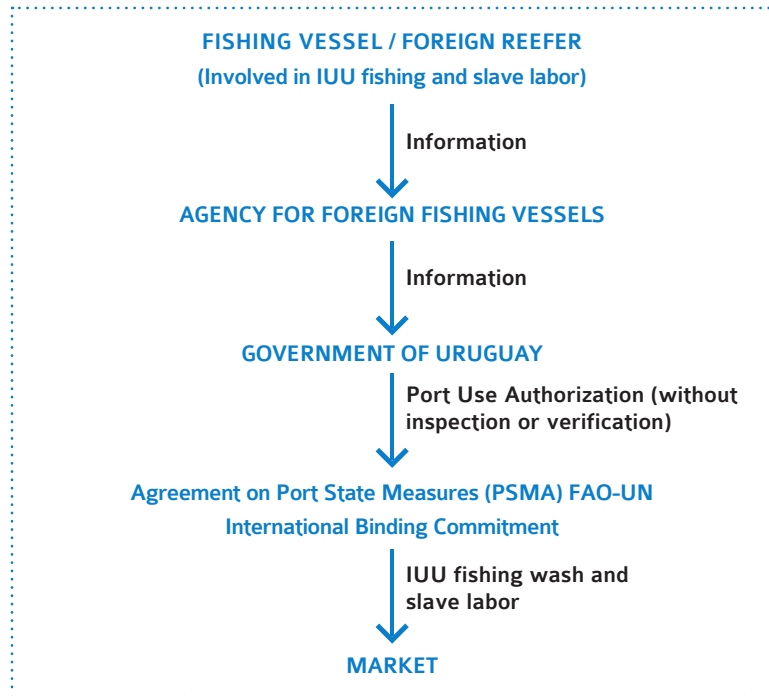 FISHING VESSEL / FOREIGN REEFER
(Involved in IUU fishing and slave labor)
Information
AGENCY FOR FOREIGN FISHING VESSELS
Information
GOVERNMENT OF URUGUAY
Port Use Authorization (without
inspection or verification)
Agreement on Port State Measures (PSMA) FAO-UN
International Binding Commitment
IUU fishing wash and
slave labor
MARKET